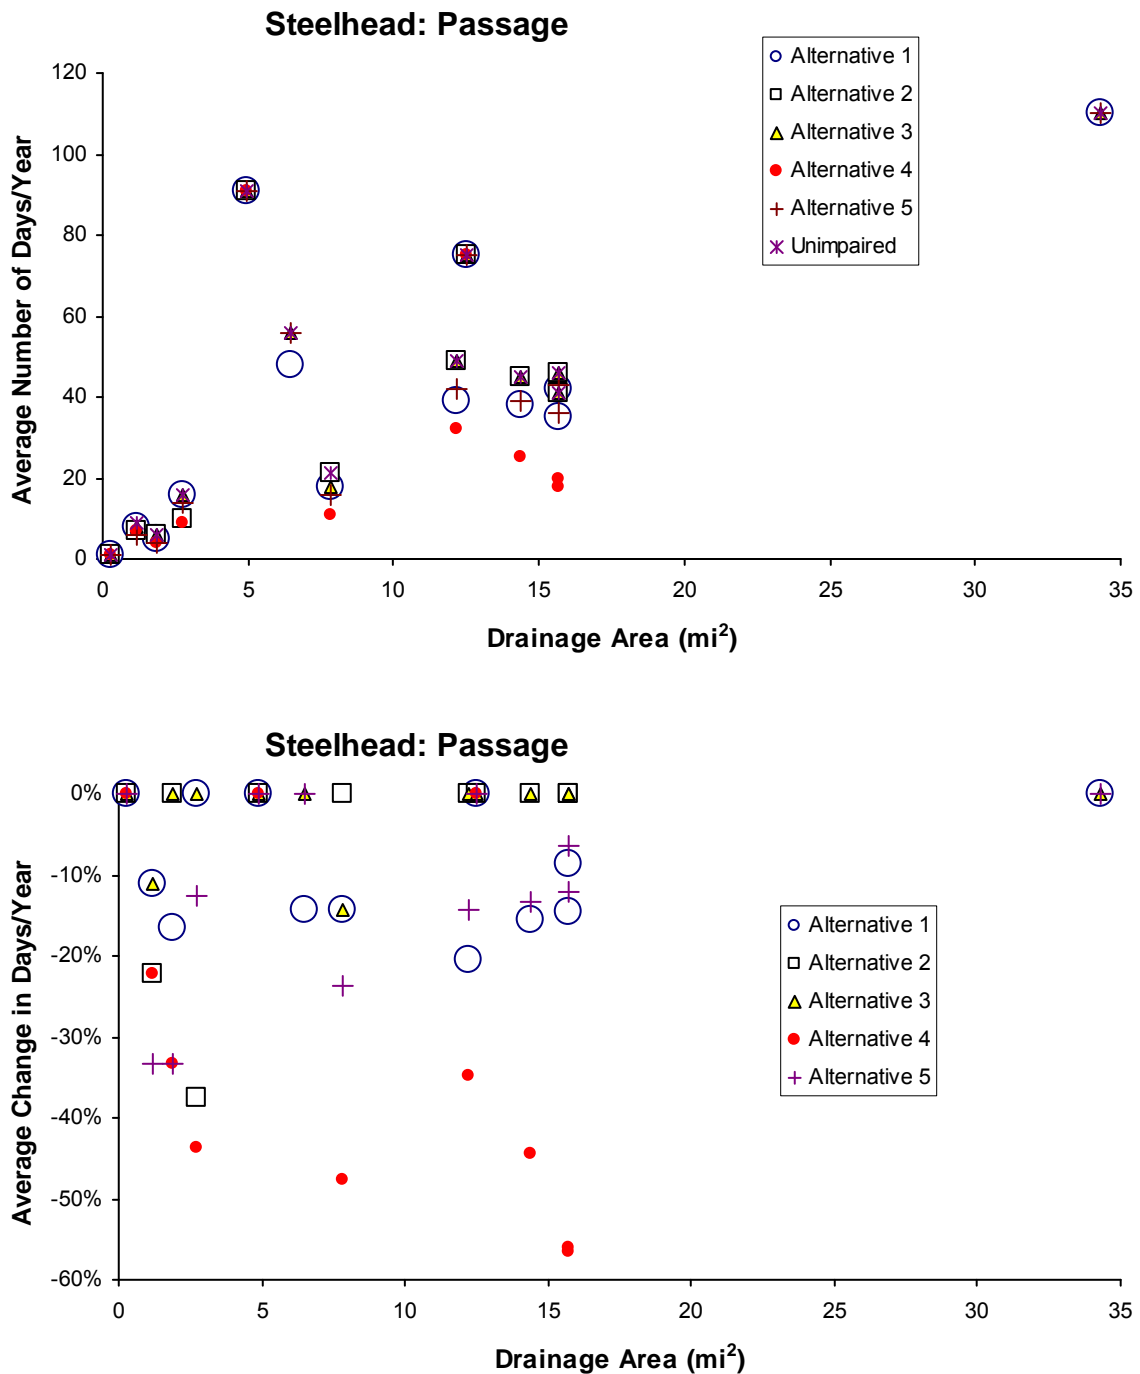 Steelhead: Passage
Average Number of Days/Year
120
100
80
60
40
20
0
0 5 10 15 20 25 30 35
Drainage Area (mi²)
Alternative 1
Alternative 2
Alternative 3
Alternative 4
Alternative 5
Unimpaired
Steelhead: Passage
Average Change in Days/Year
0%
-10%
-20%
-30%
-40%
-50%
-60%
0 5 10 15 20 25 30 35
Drainage Area (mi²)
Alternative 1
Alternative 2
Alternative 3
Alternative 4
Alternative 5